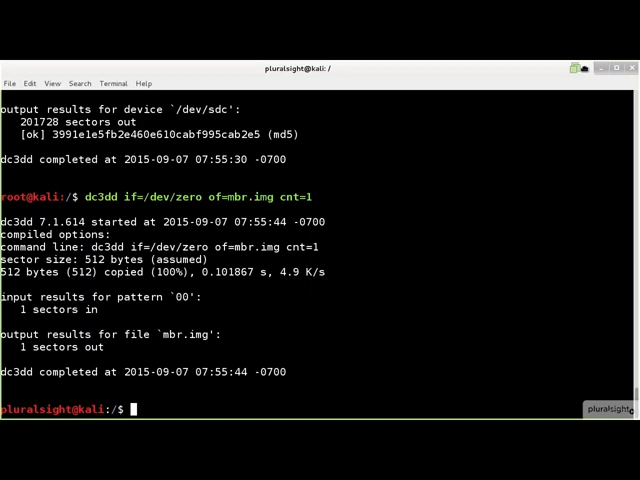 pluralsight@kali: /
File Edit View Search Terminal Help
output results for device `/dev/sdc':
201728 sectors out
[ok] 3991e1e5fb2e460e610cabf995cab2e5 (md5)
dc3dd completed at 2015-09-07 07:55:30 -0700
root@kali:/$ dc3dd if=/dev/zero of=mbr.img cnt=1
dc3dd 7.1.614 started at 2015-09-07 07:55:44 -0700
compiled options:
command line: dc3dd if=/dev/zero of=mbr.img cnt=1
sector size: 512 bytes (assumed)
512 bytes (512) copied (100%), 0.101867 s, 4.9 K/s
input results for pattern `00':
1 sectors in
output results for file `mbr.img':
1 sectors out
dc3dd completed at 2015-09-07 07:55:44 -0700
pluralsight@kali:/$
pluralsight